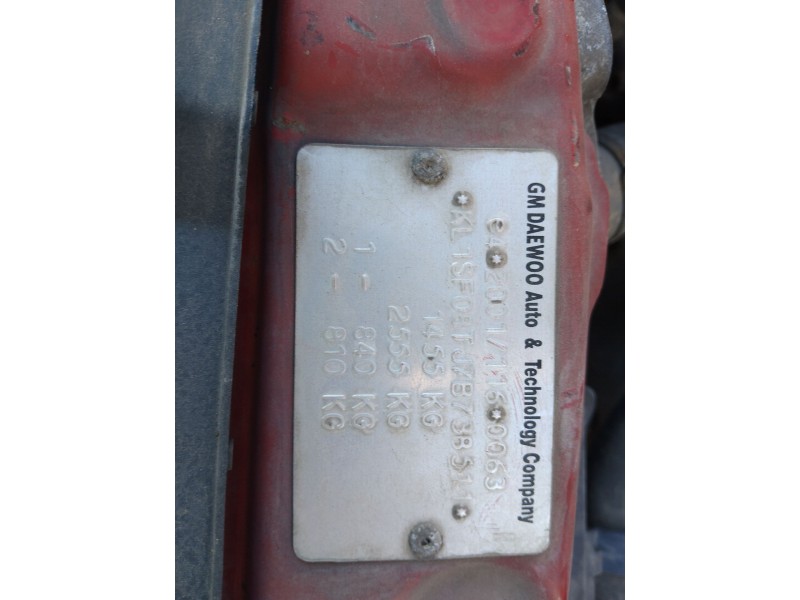 GM DAEWOO Auto & Technology Company
e4*2001/116*0063
1455 KG
2555 KG
1 - 840 KG
2 - 810 KG